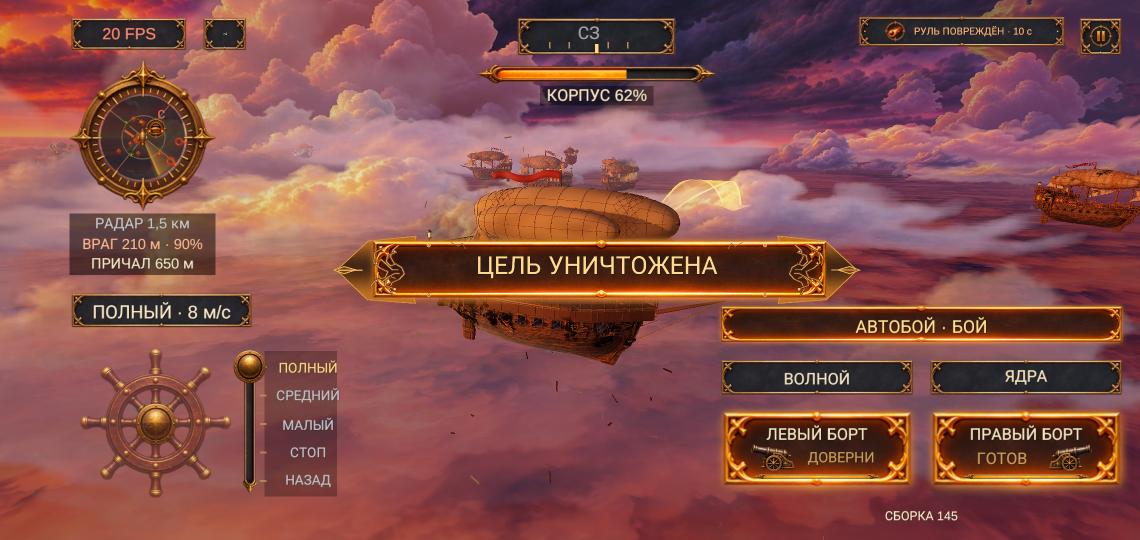 20 FPS
СЗ
РУЛЬ ПОВРЕЖДЁН · 10 с
КОРПУС 62%
С
РАДАР 1,5 км
ВРАГ 210 м · 90%
ПРИЧАЛ 650 м
ЦЕЛЬ УНИЧТОЖЕНА
ПОЛНЫЙ · 8 м/с
АВТОБОЙ · БОЙ
ПОЛНЫЙ
СРЕДНИЙ
МАЛЫЙ
СТОП
НАЗАД
ВОЛНОЙ
ЯДРА
ЛЕВЫЙ БОРТ
ДОВЕРНИ
ПРАВЫЙ БОРТ
ГОТОВ
СБОРКА 145